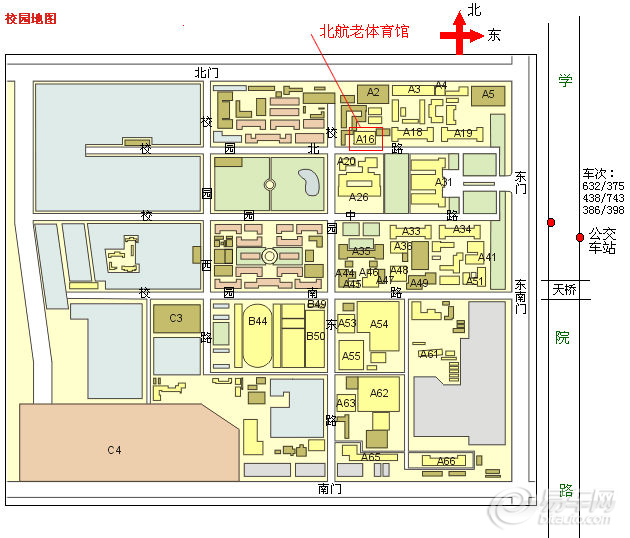 校园地图
北
东
北航老体育馆
北门
A2
A3
A4
A5
学
校
校
A16
A18
A19
校园北路
A20
A31
A26
园
东门
车次：
632/375
438/743
386/398
校园中路
园
A33
A34
公交
车站
A35
A36
A41
西
A44
A46
A48
A45
A47
A49
A51
东南门
校园南路
天桥
B49
C3
B44
B50
东
A53
A54
路
院
A55
A61
A62
A63
路
C4
A65
A66
南门
路
易车网
bitauto.com